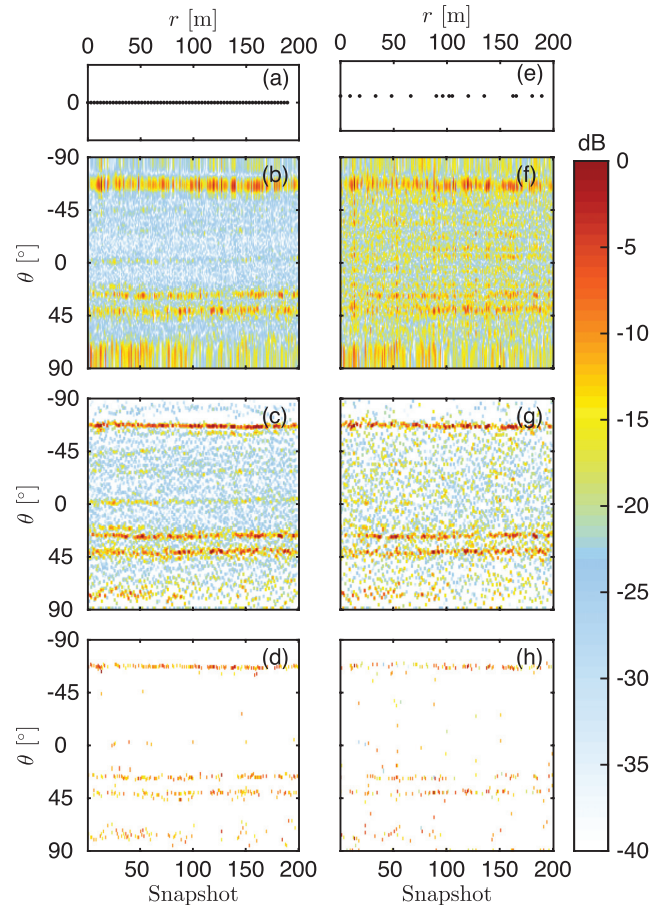 r [m] r [m]
0 50 100 150 200 0 50 100 150 200
(a) (e)
0
dB
-90 (b) (f) 0
-45 -5
θ [°] 0
45 -10
90
-90 (c) (g) -15
-45
θ [°] 0 -20
45 -25
90
-90 (d) (h) -30
-45
θ [°] 0 -35
45
90 -40
50 100 150 200 50 100 150 200
Snapshot Snapshot